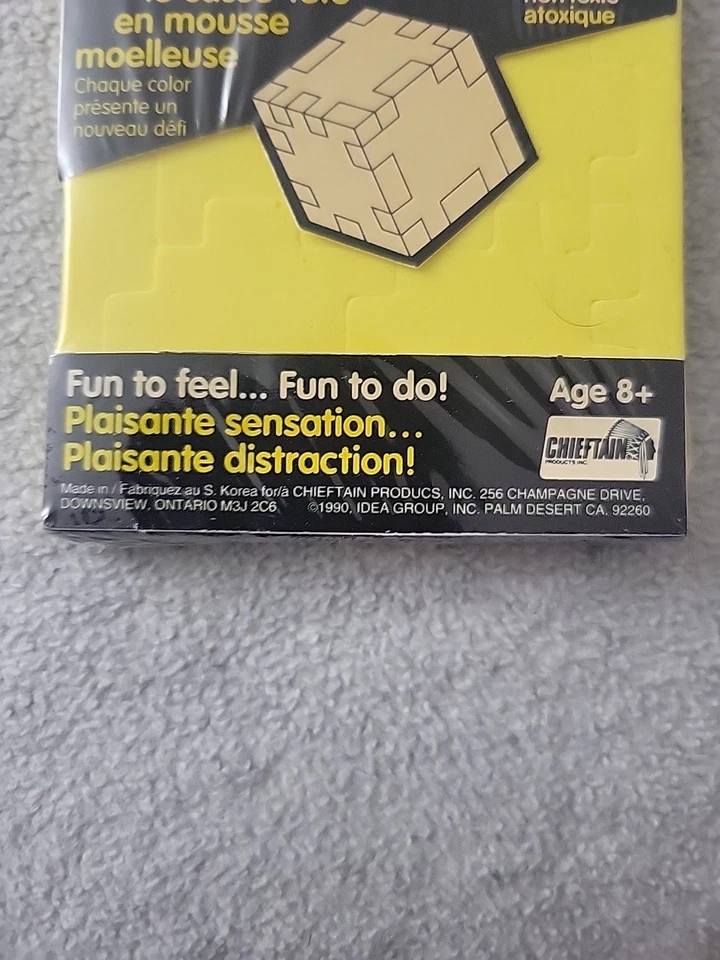 en mousse
moelleuse
Chaque color
présente un
nouveau défi
atoxique
Fun to feel... Fun to do!
Plaisante sensation...
Plaisante distraction!
Age 8+
CHIEFTAIN
PRODUCTS INC.
Made in / Fabriquez au S. Korea for/à CHIEFTAIN PRODUCS, INC. 256 CHAMPAGNE DRIVE,
DOWNSVIEW, ONTARIO M3J 2C6 ©1990, IDEA GROUP, INC. PALM DESERT CA. 92260